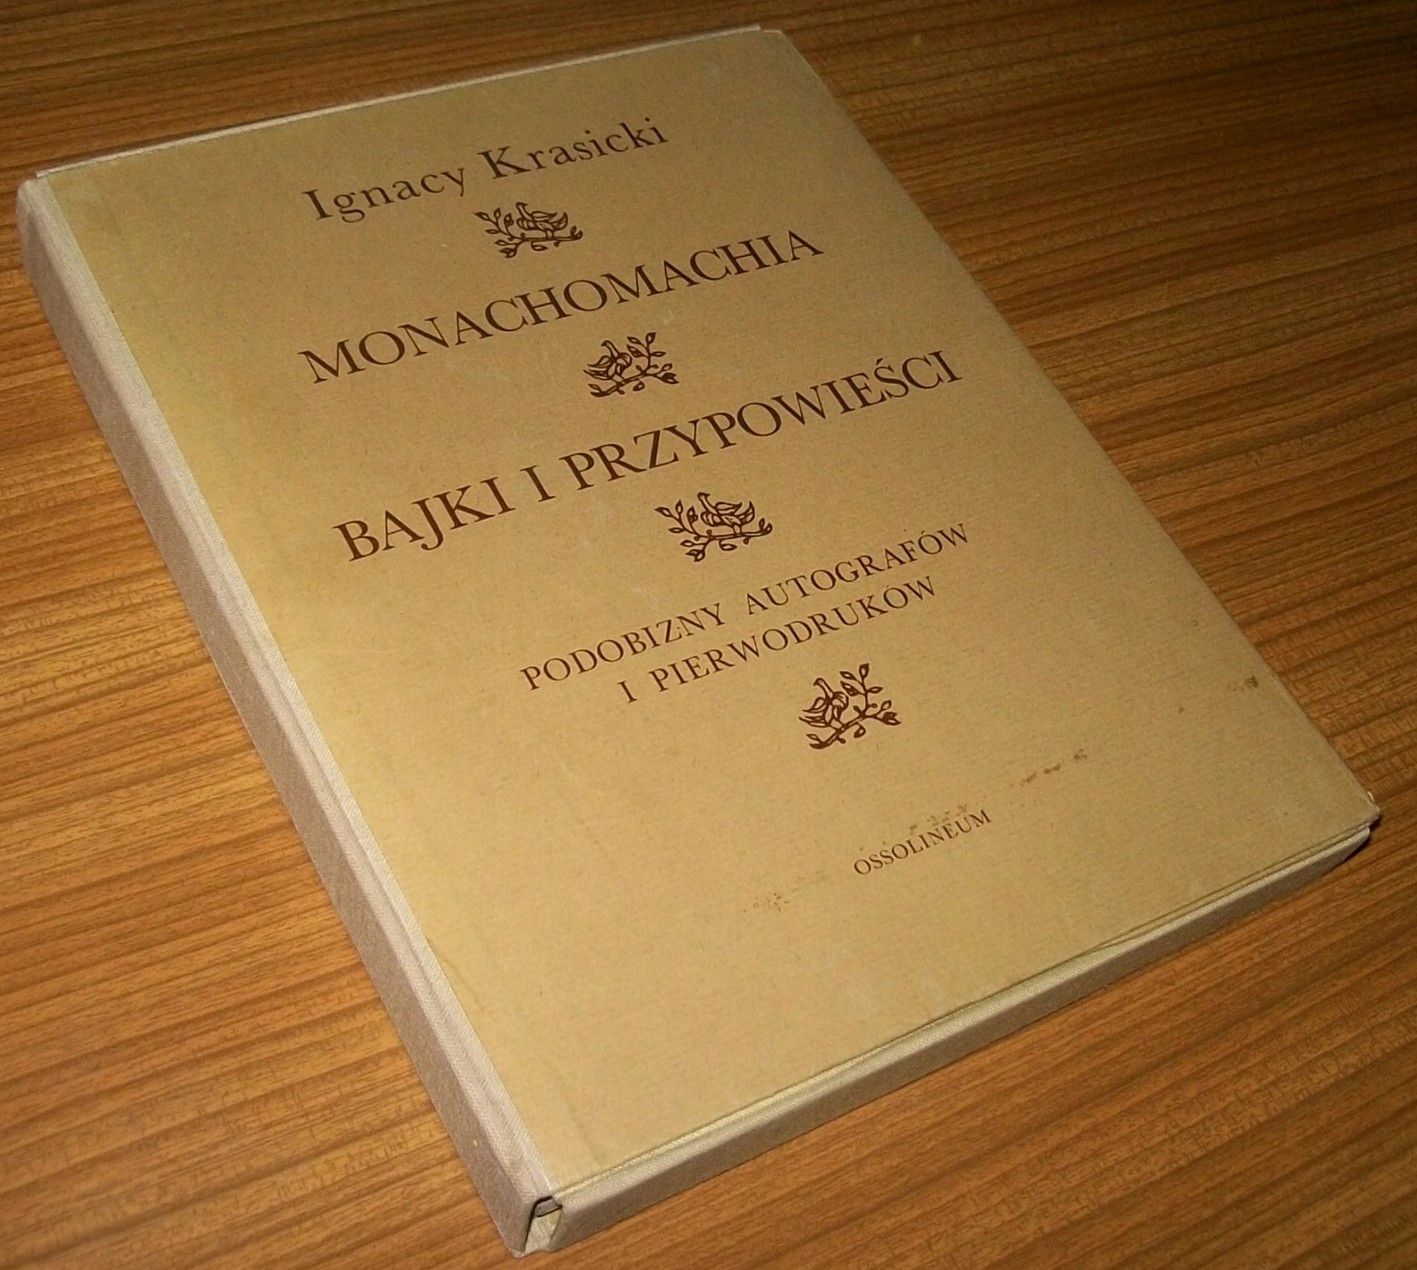 Ignacy Krasicki
MONACHOMACHIA
BAJKI I PRZYPOWIEŚCI
PODOBIZNY AUTOGRAFÓW
I PIERWODRUKÓW
OSSOLINEUM